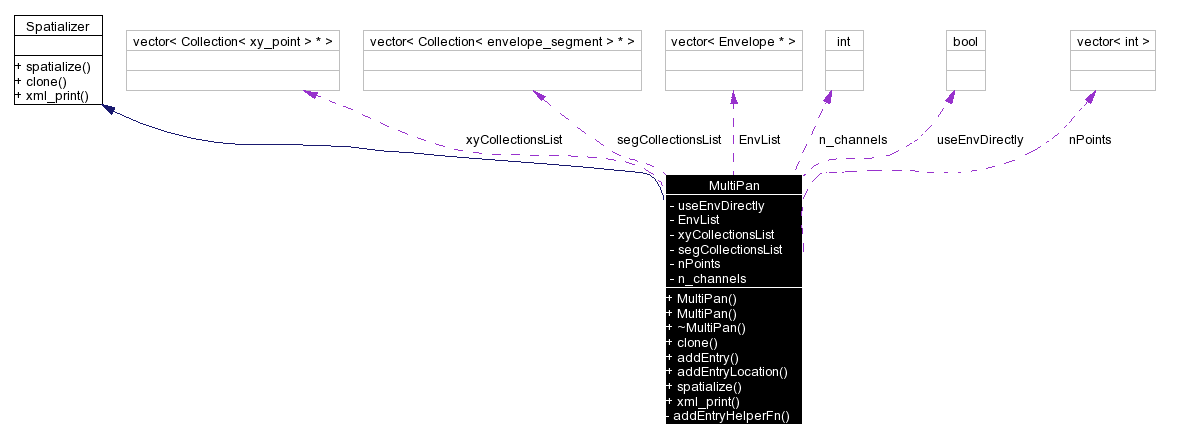 Spatializer
+ spatialize()
+ clone()
+ xml_print()
vector< Collection< xy_point > * >
vector< Collection< envelope_segment > * >
vector< Envelope * >
int
bool
vector< int >
xyCollectionsList
segCollectionsList
EnvList
n_channels
useEnvDirectly
nPoints
MultiPan
- useEnvDirectly
- EnvList
- xyCollectionsList
- segCollectionsList
- nPoints
- n_channels
+ MultiPan()
+ MultiPan()
+ ~MultiPan()
+ clone()
+ addEntry()
+ addEntryLocation()
+ spatialize()
+ xml_print()
- addEntryHelperFn()